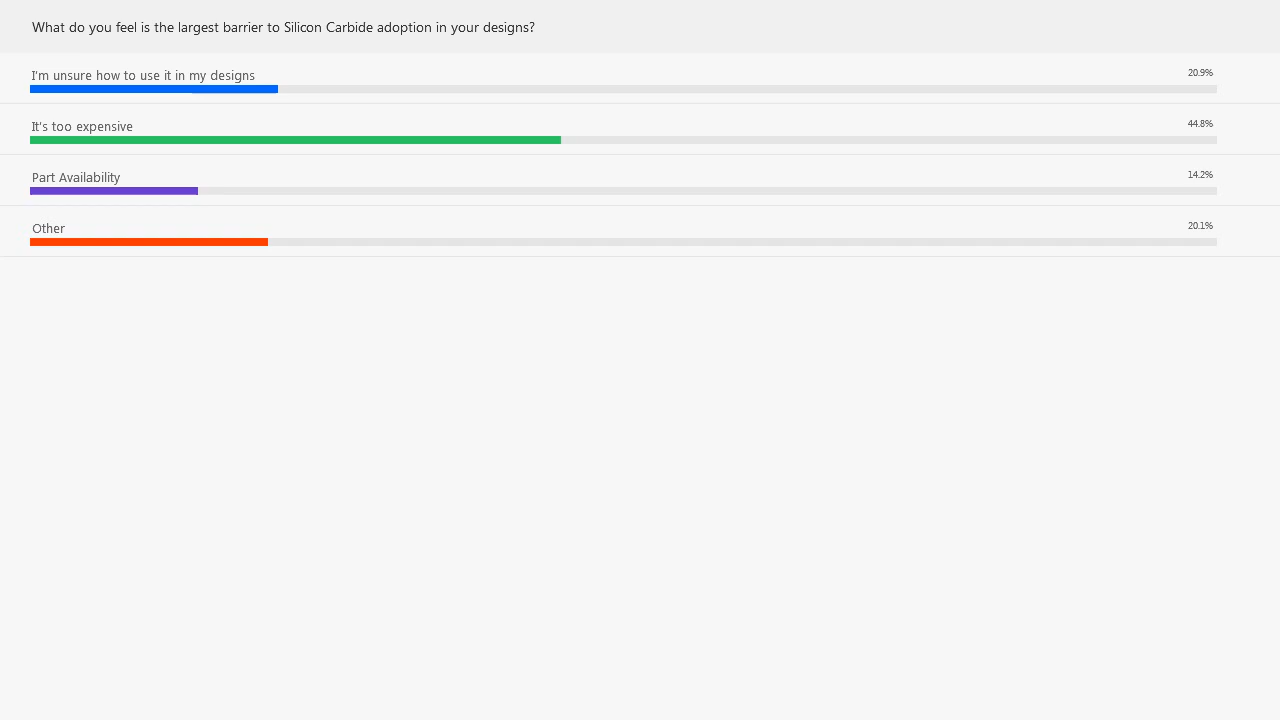 What do you feel is the largest barrier to Silicon Carbide adoption in your designs?
I'm unsure how to use it in my designs
20.9%
It's too expensive
44.8%
Part Availability
14.2%
Other
20.1%